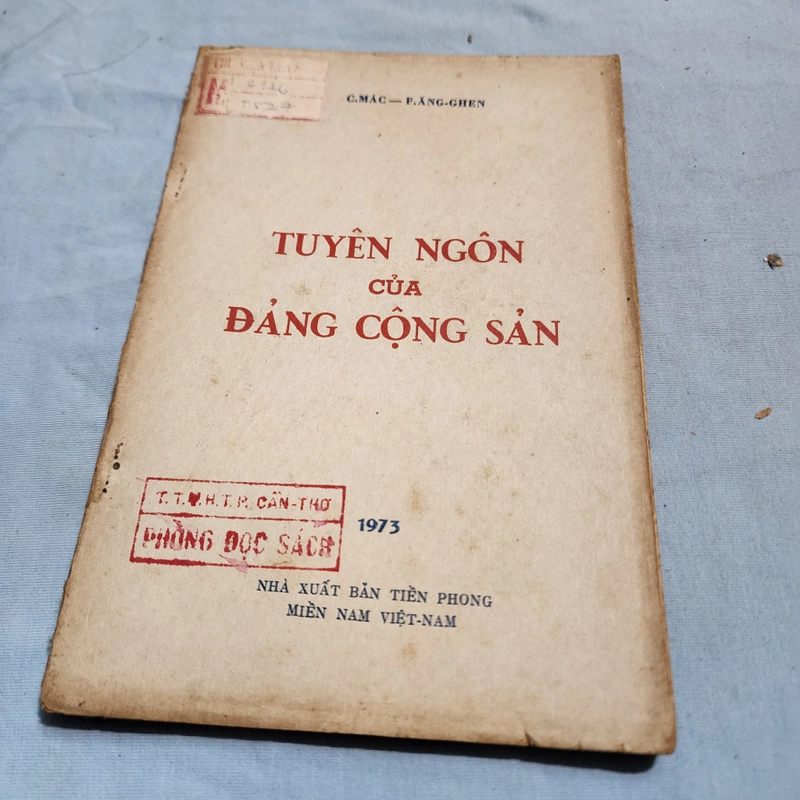 C.MÁC — F.ĂNG-GHEN
TUYÊN NGÔN
CỦA
ĐẢNG CỘNG SẢN
T.T.V.H.T.P. CẦN-THƠ
PHÒNG ĐỌC SÁCH
1973
NHÀ XUẤT BẢN TIỀN PHONG
MIỀN NAM VIỆT-NAM